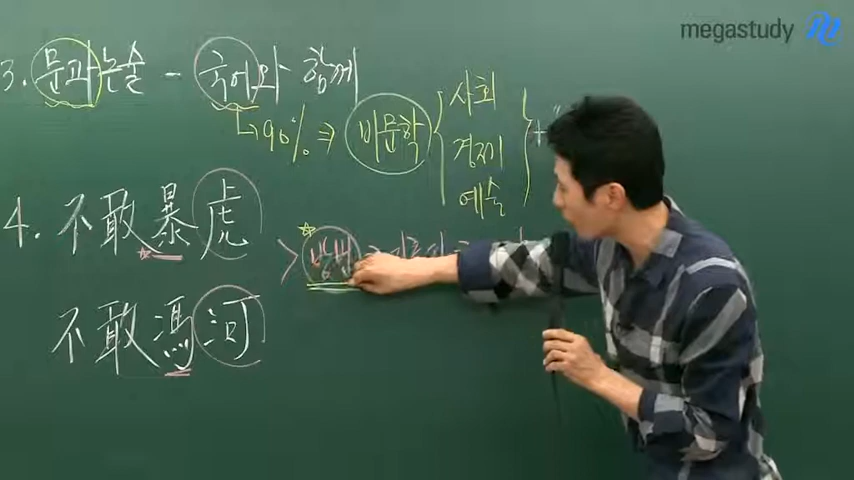 megastudy
3. 문과논술 - 국어와 함께
↳90% ⇒ 비문학 { 사회 경제 예술 } +
4. 不敢暴虎
> 방법
不敢馮河